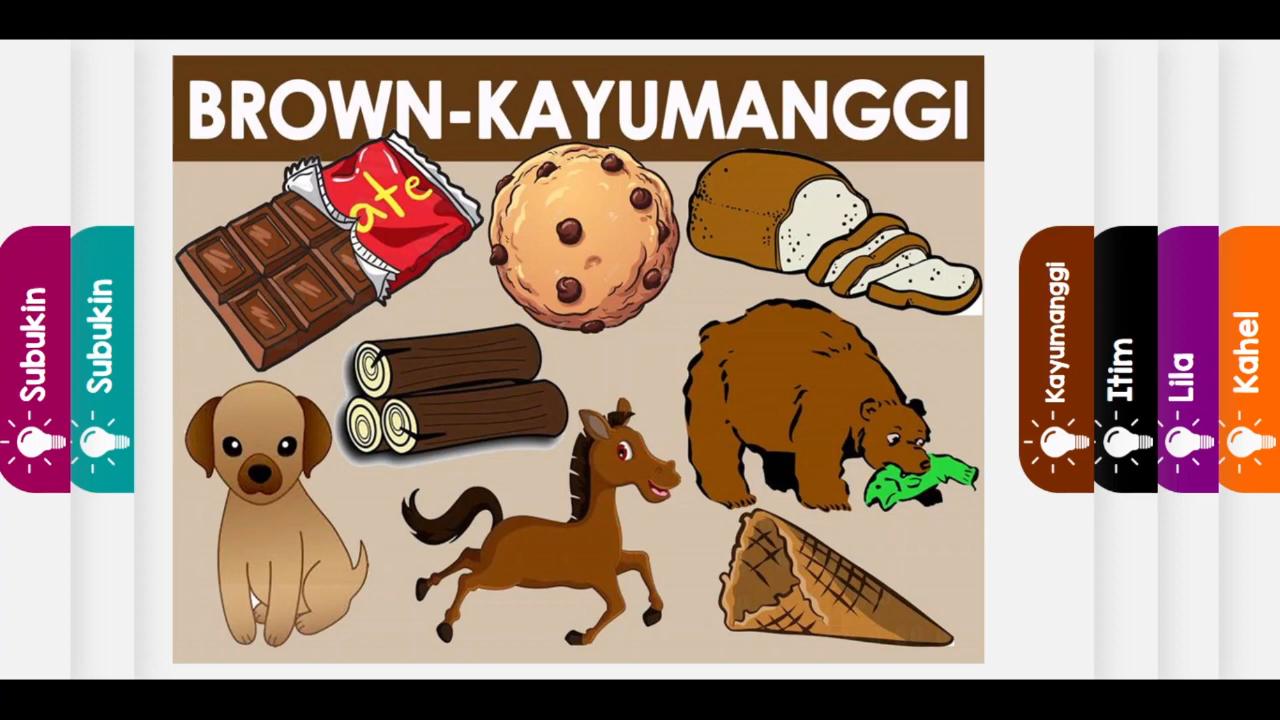 BROWN-KAYUMANGGI
ate
Subukin
Subukin
Kayumanggi
Itim
Lila
Kahel